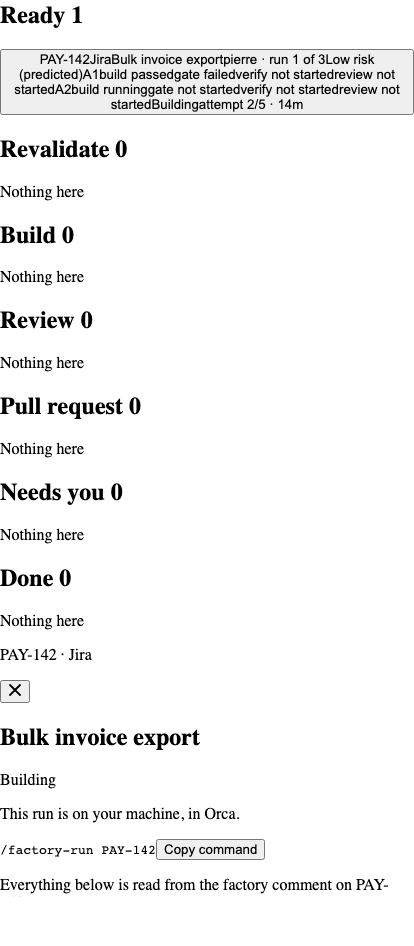 Ready 1
PAY-142JiraBulk invoice exportpierre · run 1 of 3Low risk
(predicted)A1build passedgate failedverify not startedreview not
startedA2build runninggate not startedverify not startedreview not
startedBuildingattempt 2/5 · 14m
Revalidate 0
Nothing here
Build 0
Nothing here
Review 0
Nothing here
Pull request 0
Nothing here
Needs you 0
Nothing here
Done 0
Nothing here
PAY-142 · Jira
Bulk invoice export
Building
This run is on your machine, in Orca.
/factory-run PAY-142 Copy command
Everything below is read from the factory comment on PAY-